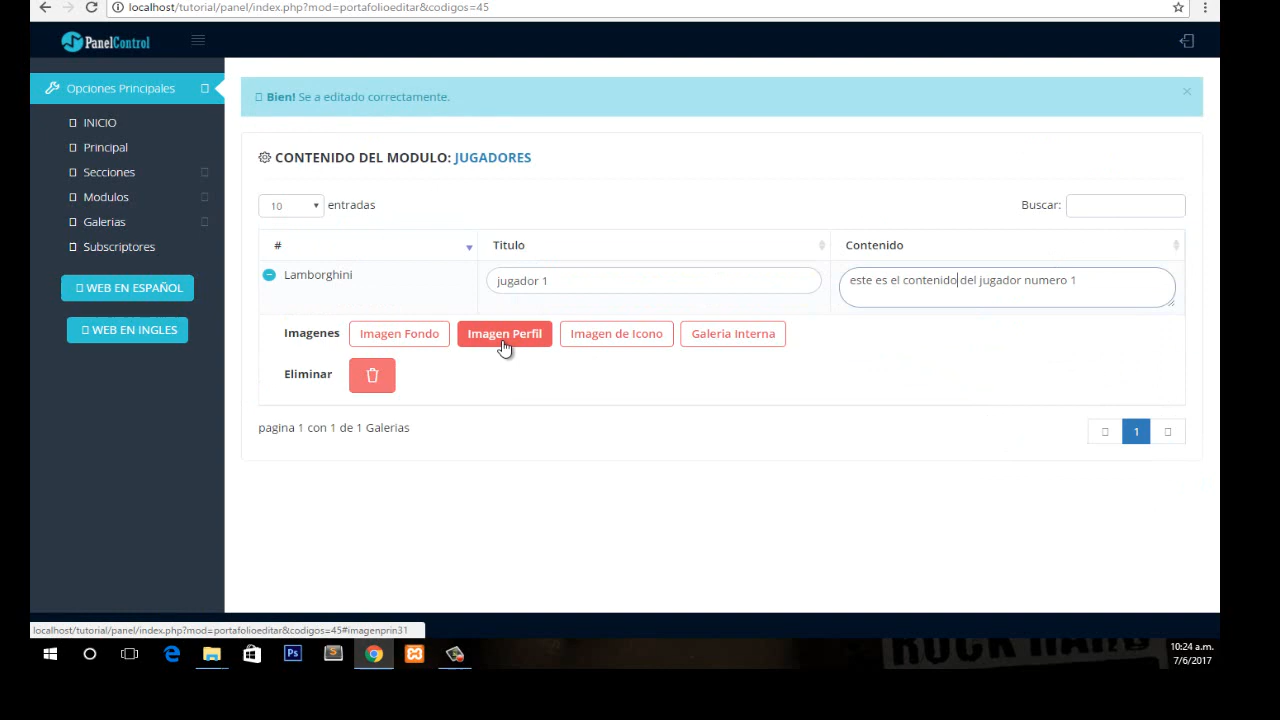 localhost/tutorial/panel/index.php?mod=portafolioeditar&codigos=45
PanelControl
Opciones Principales
INICIO
Principal
Secciones
Modulos
Galerias
Subscriptores
WEB EN ESPAÑOL
WEB EN INGLES
Bien! Se a editado correctamente.
×
CONTENIDO DEL MODULO: JUGADORES
10 entradas
Buscar:
# Titulo Contenido
Lamborghini jugador 1 este es el contenido del jugador numero 1
Imagenes Imagen Fondo Imagen Perfil Imagen de Icono Galeria Interna
Eliminar
pagina 1 con 1 de 1 Galerias
1
localhost/tutorial/panel/index.php?mod=portafolioeditar&codigos=45#imagenprin31
Ps
S
ROCK HARD
10:24 a.m.
7/6/2017